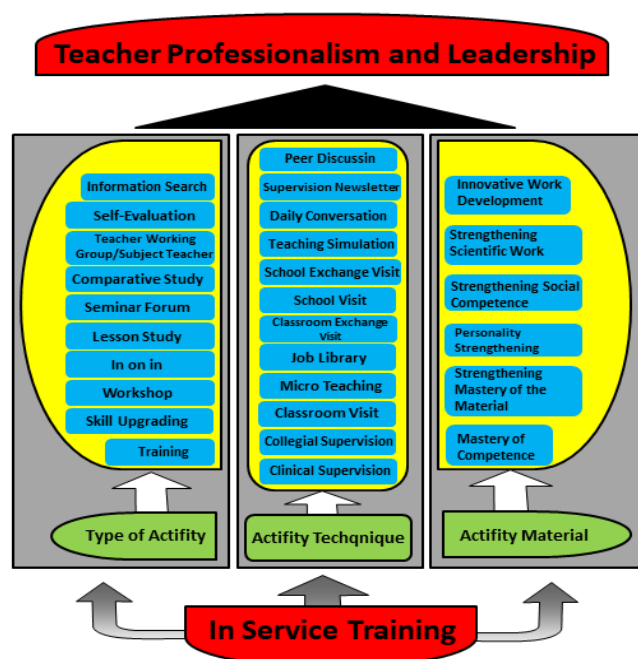 Teacher Professionalism and Leadership
Information Search
Self-Evaluation
Teacher Working
Group/Subject Teacher
Comparative Study
Seminar Forum
Lesson Study
In on in
Workshop
Skill Upgrading
Training
Type of Actifity
Peer Discussin
Supervision Newsletter
Daily Conversation
Teaching Simulation
School Exchange Visit
School Visit
Classroom Exchange
Visit
Job Library
Micro Teaching
Classroom Visit
Collegial Supervision
Clinical Supervision
Actifity Techqnique
Innovative Work
Development
Strengthening
Scientific Work
Strengthening Social
Competence
Personality
Strengthening
Strengthening
Mastery of the
Material
Mastery of
Competence
Actifity Material
In Service Training